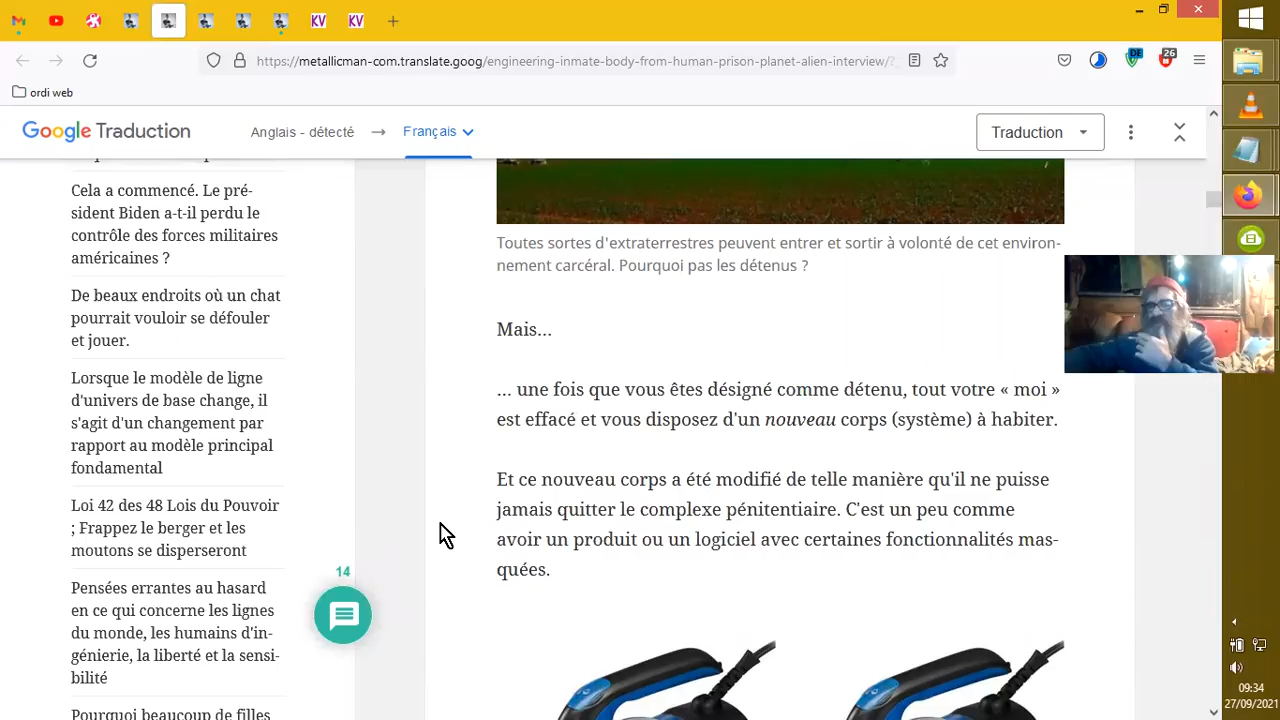 KV
KV
https://metallicman-com.translate.goog/engineering-inmate-body-from-human-prison-planet-alien-interview/?
DE
26
ordi web
Google Traduction
Anglais - détecté
Français
Traduction
Cela a commencé. Le pré-
sident Biden a-t-il perdu le
contrôle des forces militaires
américaines ?
De beaux endroits où un chat
pourrait vouloir se défouler
et jouer.
Lorsque le modèle de ligne
d'univers de base change, il
s'agit d'un changement par
rapport au modèle principal
fondamental
Loi 42 des 48 Lois du Pouvoir
; Frappez le berger et les
moutons se disperseront
Pensées errantes au hasard
en ce qui concerne les lignes
du monde, les humains d'in-
génierie, la liberté et la sensi-
bilité
Pourquoi beaucoup de filles
14
Toutes sortes d'extraterrestres peuvent entrer et sortir à volonté de cet environ-
nement carcéral. Pourquoi pas les détenus ?
Mais...
... une fois que vous êtes désigné comme détenu, tout votre « moi »
est effacé et vous disposez d'un nouveau corps (système) à habiter.
Et ce nouveau corps a été modifié de telle manière qu'il ne puisse
jamais quitter le complexe pénitentiaire. C'est un peu comme
avoir un produit ou un logiciel avec certaines fonctionnalités mas-
quées.
09:34
27/09/2021